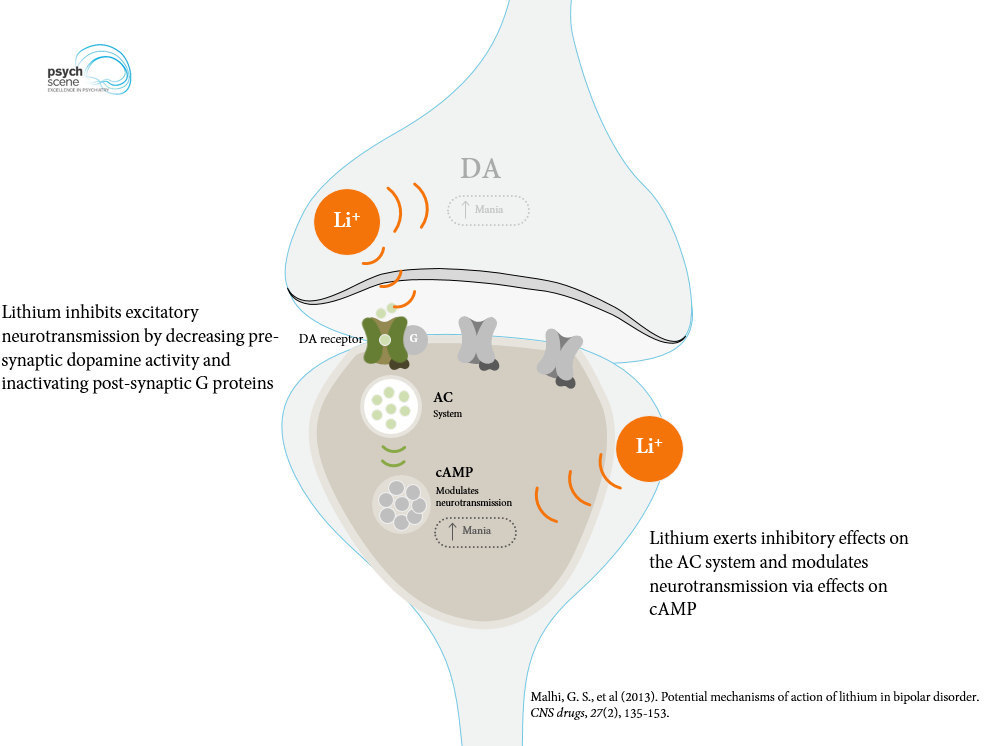 psych
scene
EXCELLENCE IN PSYCHIATRY
DA
↑ Mania
Li+
Lithium inhibits excitatory
neurotransmission by decreasing pre-
synaptic dopamine activity and
inactivating post-synaptic G proteins
DA receptor
G
AC
System
cAMP
Modulates
neurotransmission
↑ Mania
Li+
Lithium exerts inhibitory effects on
the AC system and modulates
neurotransmission via effects on
cAMP
Malhi, G. S., et al (2013). Potential mechanisms of action of lithium in bipolar disorder.
CNS drugs, 27(2), 135-153.